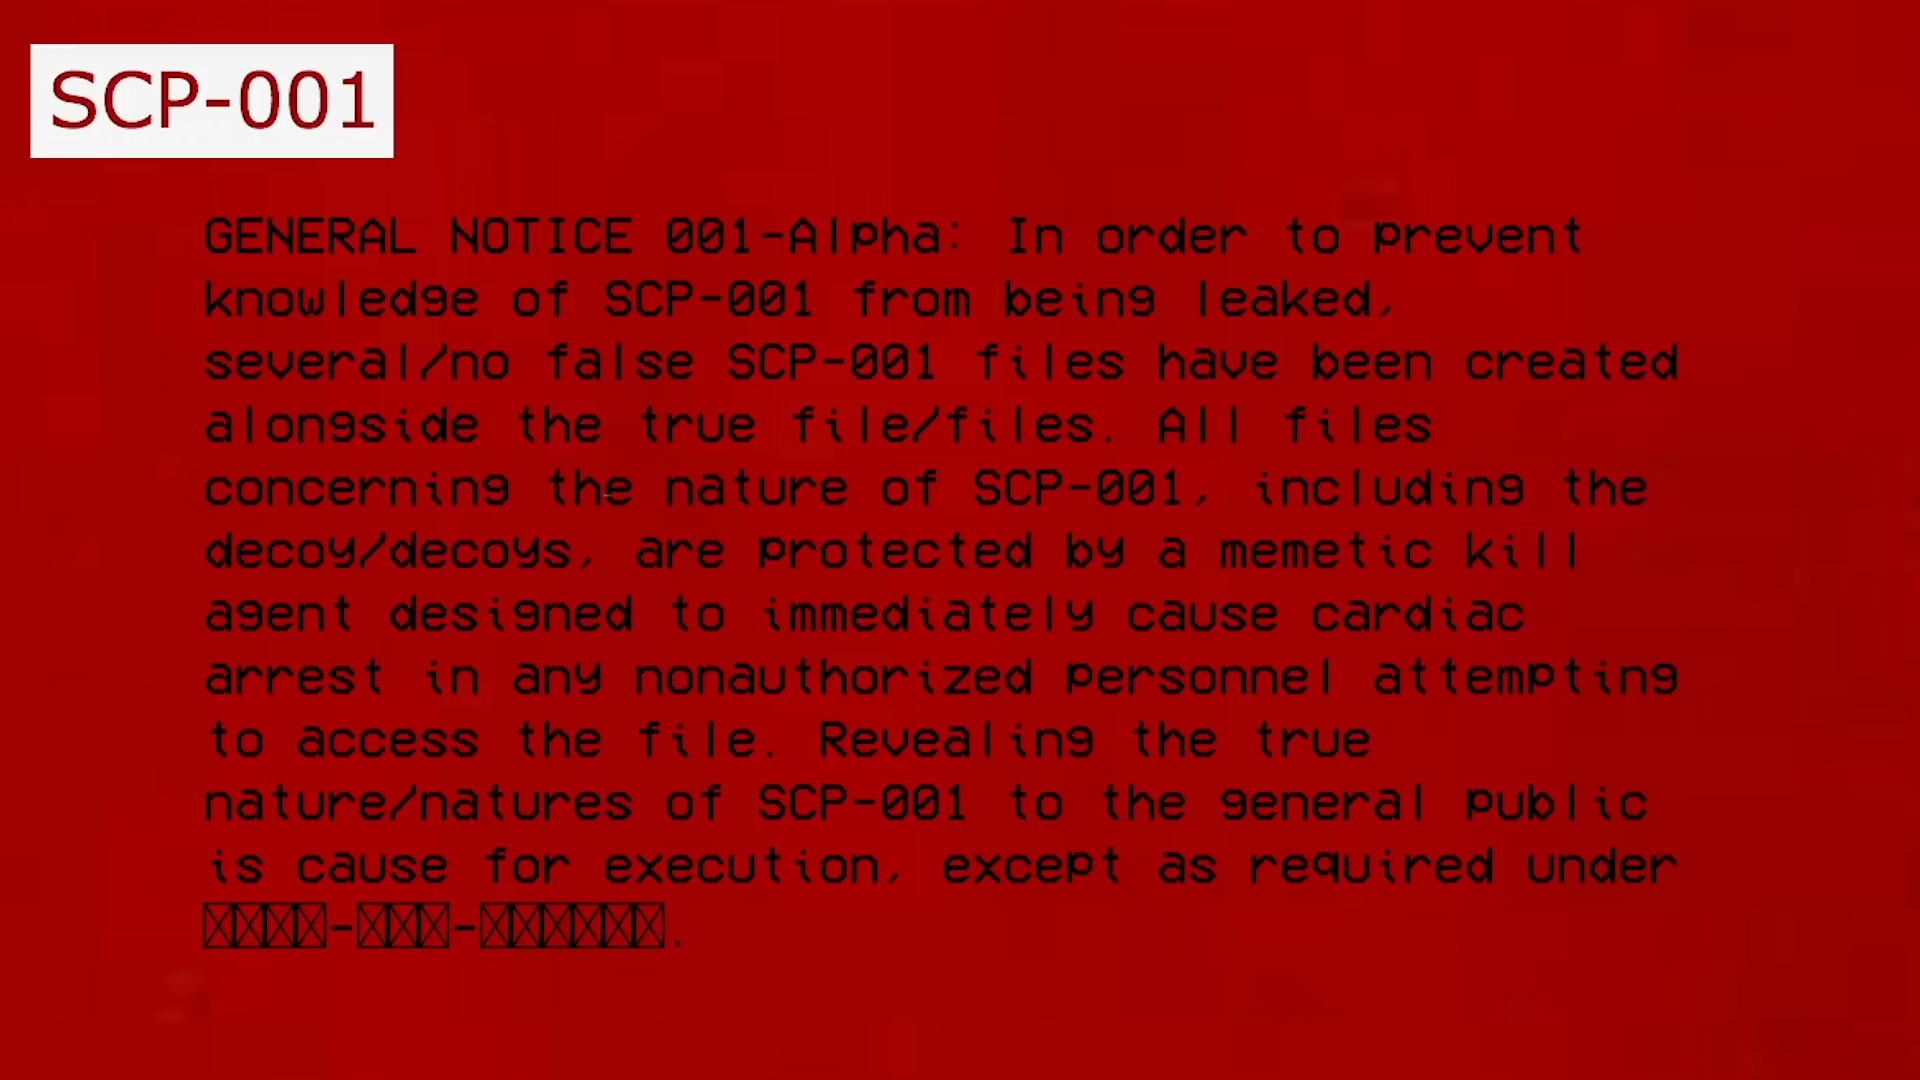 SCP-001
GENERAL NOTICE 001-Alpha: In order to prevent
knowledge of SCP-001 from being leaked,
several/no false SCP-001 files have been created
alongside the true file/files. All files
concerning the nature of SCP-001, including the
decoy/decoys, are protected by a memetic kill
agent designed to immediately cause cardiac
arrest in any nonauthorized personnel attempting
to access the file. Revealing the true
nature/natures of SCP-001 to the general public
is cause for execution, except as required under